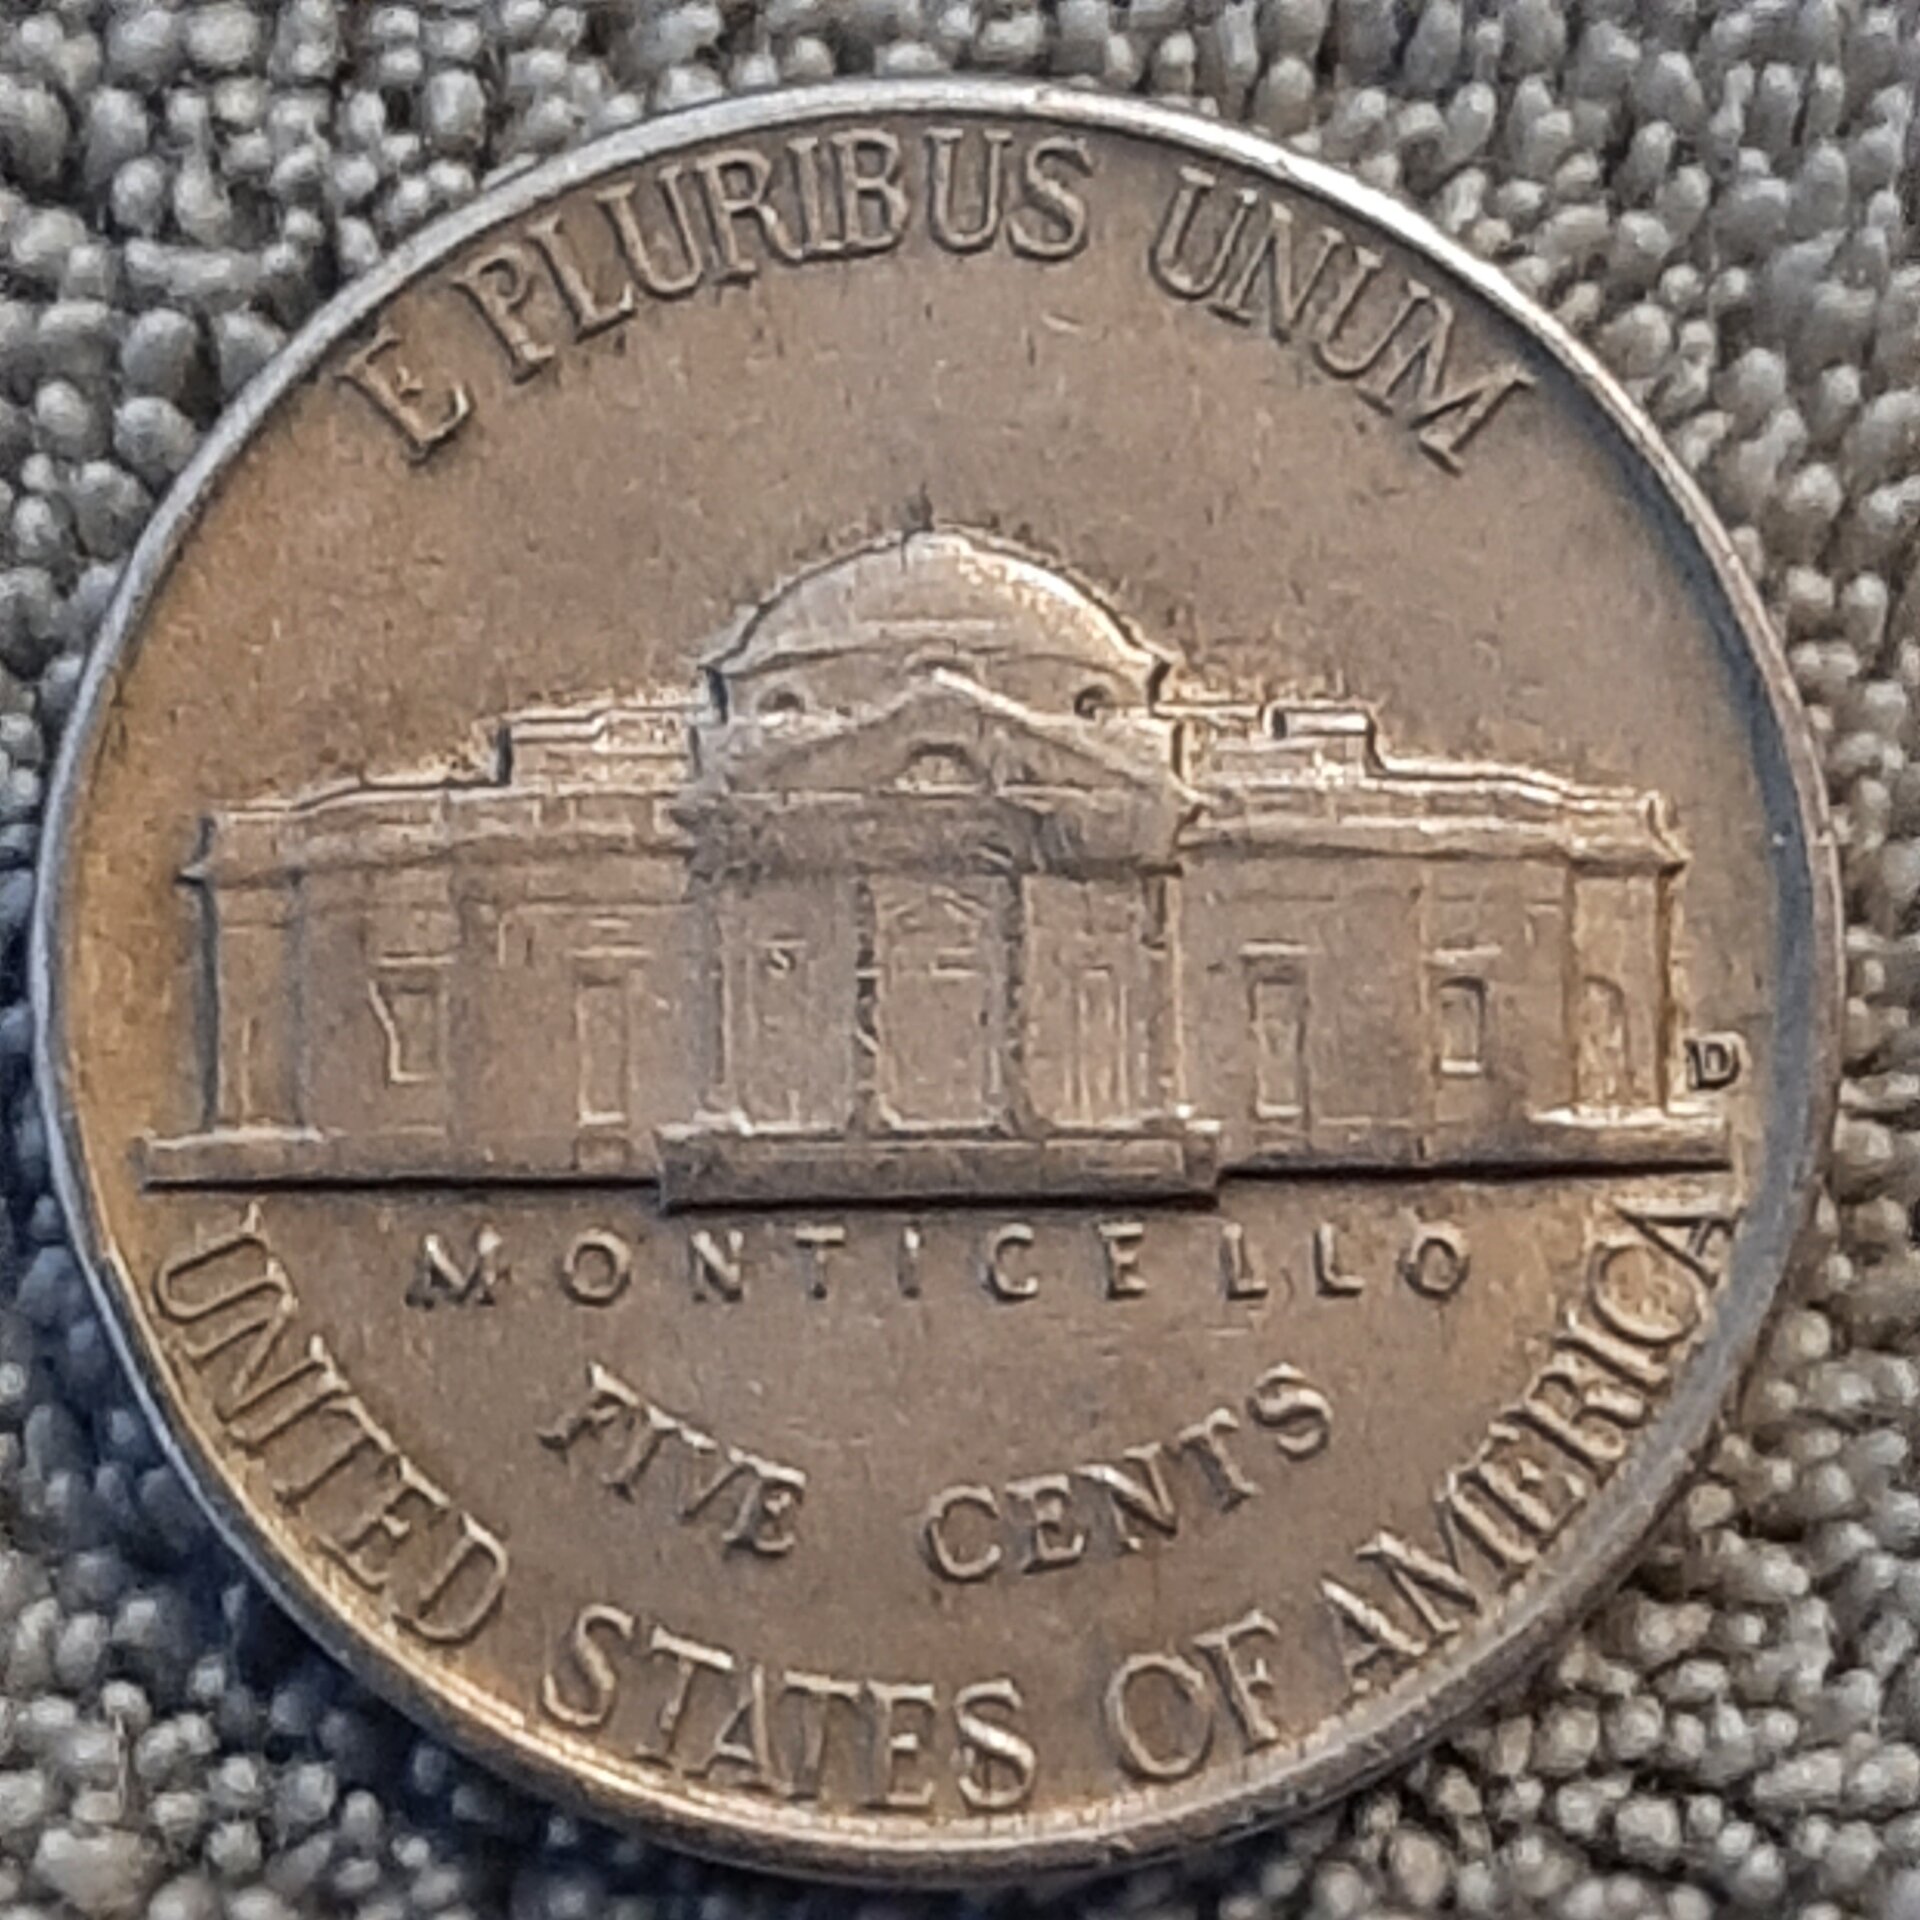 E PLURIBUS UNUM
D
MONTICELLO
FIVE CENTS
UNITED STATES OF AMERICA